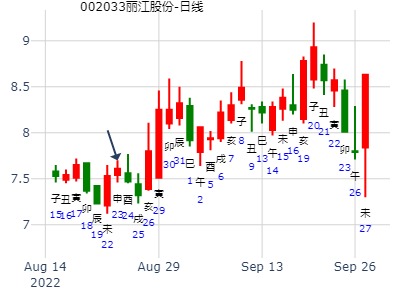 002033丽江股份-日线
9
8.5
8
7.5
7
子 丑 寅 卯 辰 未 申 酉 戌 亥 寅 卯 辰 巳 午 酉 戌 亥 子 丑 巳 午 未 申 亥 子 丑 寅 卯 午 未
15 16 17 18 19 22 23 24 25 26 29 30 31 1 2 5 6 7 8 9 13 14 15 16 19 20 21 22 23 26 27
Aug 14 Aug 29 Sep 13 Sep 26
2022